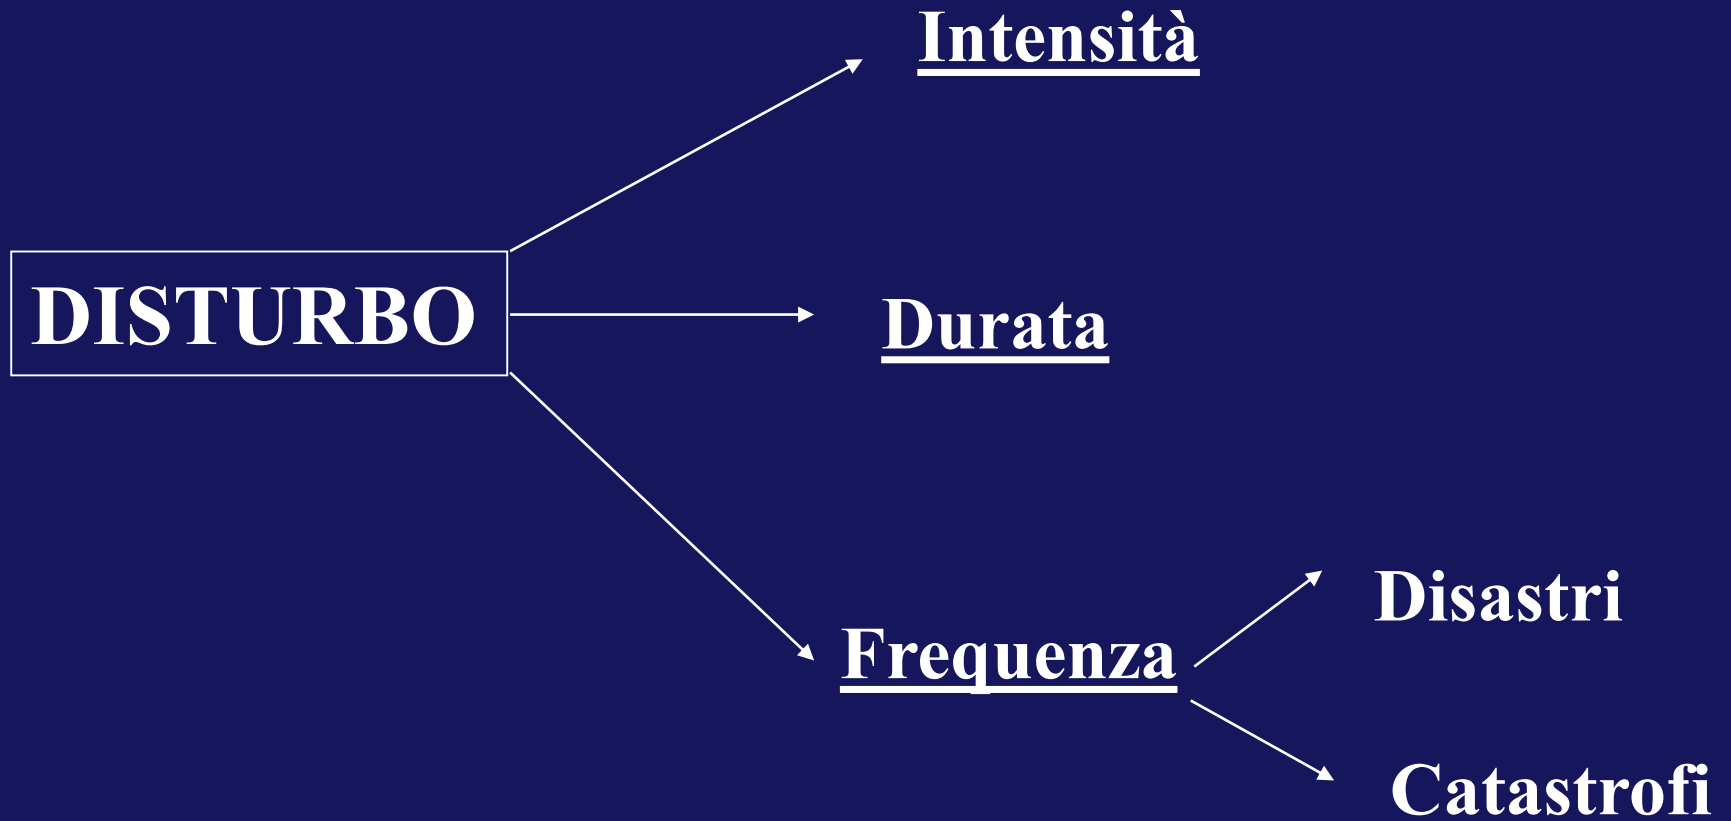 Intensità
DISTURBO
Durata
Frequenza
Disastri
Catastrofi